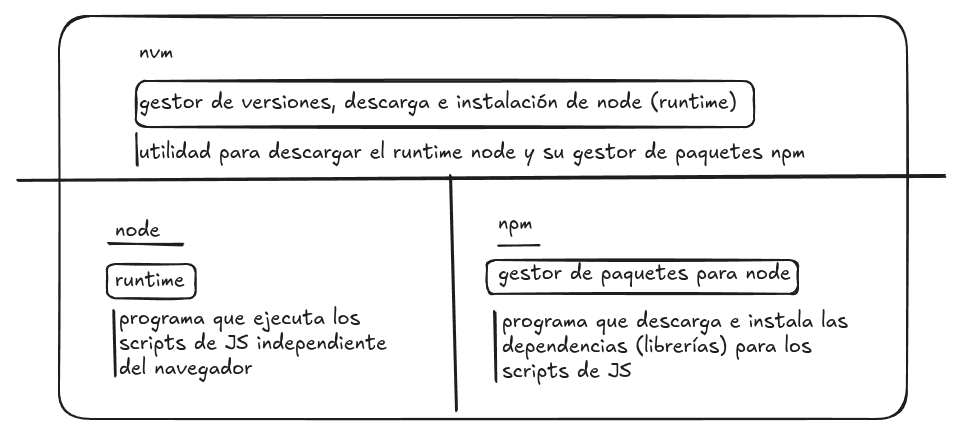 nvm
gestor de versiones, descarga e instalación de node (runtime)
utilidad para descargar el runtime node y su gestor de paquetes npm
node
runtime
programa que ejecuta los
scripts de JS independiente
del navegador
npm
gestor de paquetes para node
programa que descarga e instala las
dependencias (librerías) para los
scripts de JS